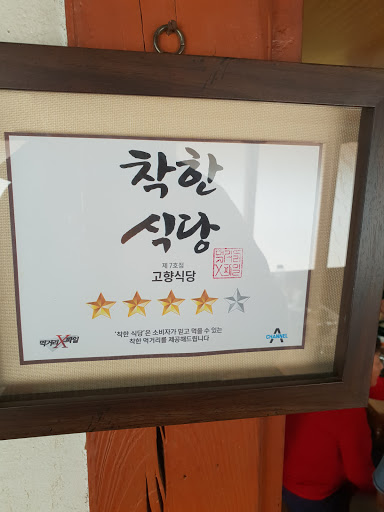 착한
식당
먹거리
X파일
제 7호점
고향식당
'착한 식당'은 소비자가 믿고 먹을 수 있는
착한 먹거리를 제공해드립니다
먹거리X파일
CHANNEL A